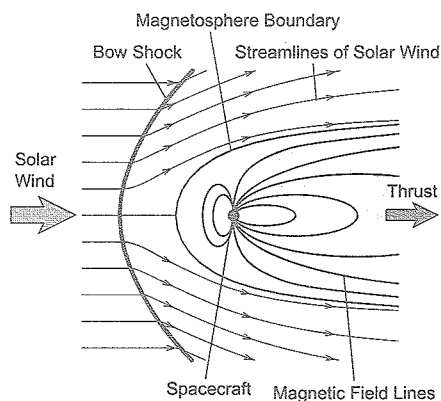 Magnetosphere Boundary
Bow Shock
Streamlines of Solar Wind
Solar
Wind
Thrust
Spacecraft
Magnetic Field Lines